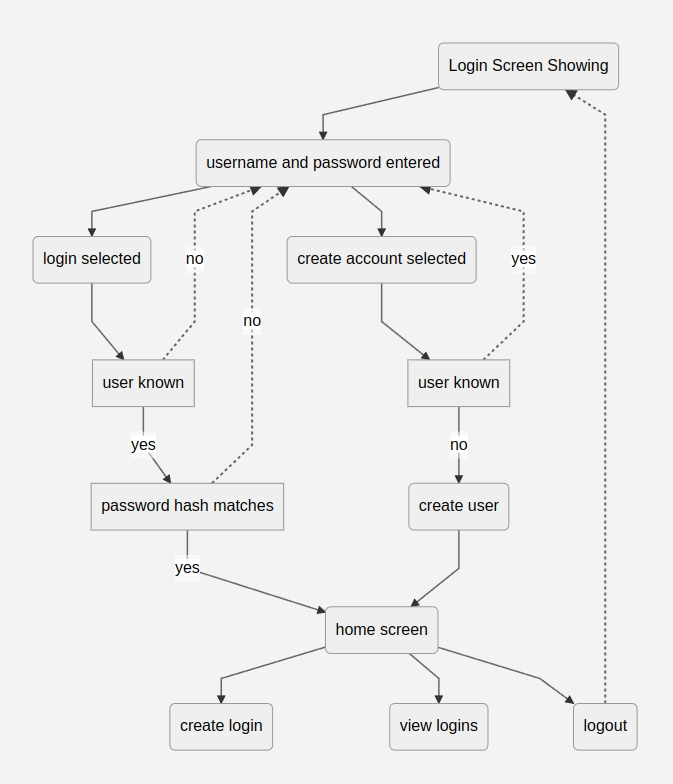 Login Screen Showing
username and password entered
login selected
no
create account selected
yes
no
user known
user known
yes
no
password hash matches
create user
yes
home screen
create login
view logins
logout